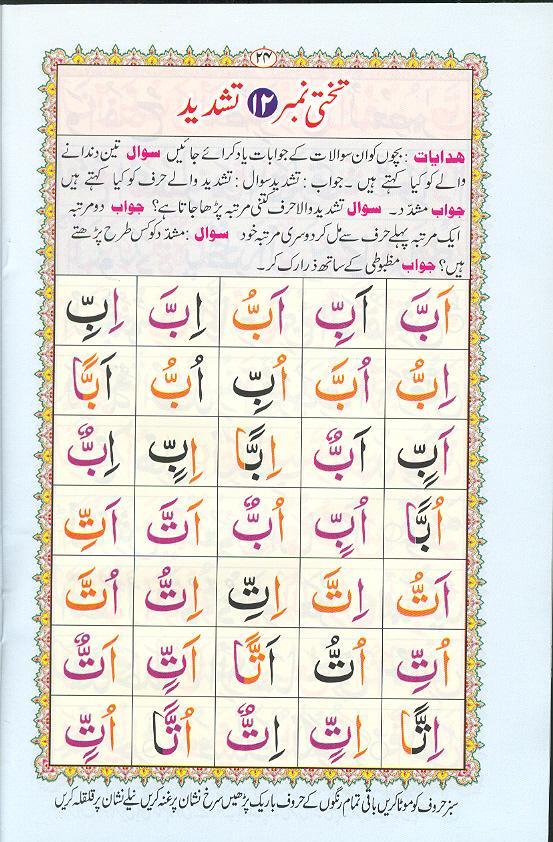 ۲۴
تختی نمبر ۱۲ تشدید
ھدایات : بچوں کو ان سوالات کے جوابات یاد کرائے جائیں سوال تین دندانے
والے کو کیا کہتے ہیں ۔ جواب : تشدید سوال : تشدید والے حرف کو کیا کہتے ہیں
جواب مشدّد۔ سوال تشدید والا حرف کتنی مرتبہ پڑھا جاتا ہے؟ جواب دو مرتبہ
ایک مرتبہ پہلے حرف سے مل کر دوسری مرتبہ خود سوال : مشدّد کو کس طرح پڑھتے
ہیں؟ جواب مظبوطی کے ساتھ ذرا رک کر۔
اَبَّ اَبِّ اَبُّ اِبَّ اِبِّ
اِبُّ اُبَّ اُبِّ اُبُّ اَبًّا
اَبٍّ اَبٌّ اِبًّا اِبٍّ اِبٌّ
اُبًّا اُبٍّ اُبٌّ اَتَّ اَتِّ
اَتُّ اِتَّ اِتِّ اِتُّ اُتَّ
اُتِّ اُتُّ اَتًّا اَتٍّ اَتٌّ
اِتًّا اِتٍّ اِتٌّ اُتًّا اُتٍّ
سبز حروف کو موٹا کریں باقی تمام رنگوں کے حروف باریک پڑھیں سرخ نشان پر غنہ کریں نیلے نشان پر قلقلہ کریں